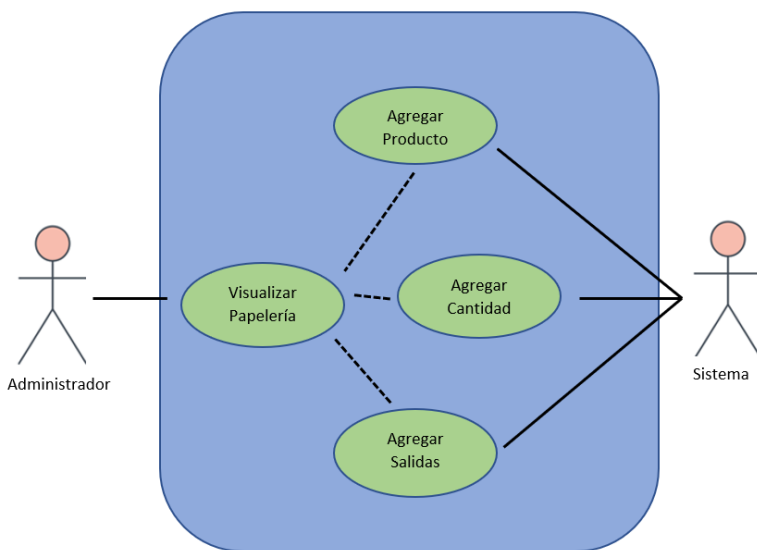 Agregar
Producto
Visualizar
Papelería
Agregar
Cantidad
Administrador
Sistema
Agregar
Salidas